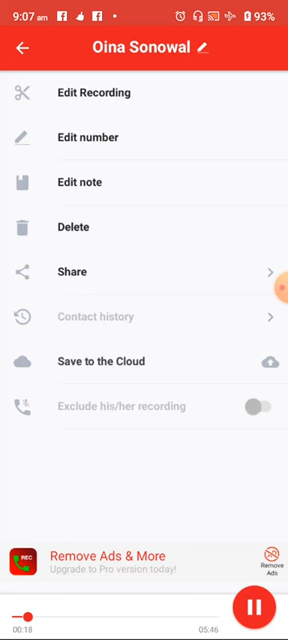 9:07 am 93%
Oina Sonowal
Edit Recording
Edit number
Edit note
Delete
Share
Contact history
Save to the Cloud
Exclude his/her recording
REC
Remove Ads & More
Upgrade to Pro version today!
Remove
Ads
00:18 05:46